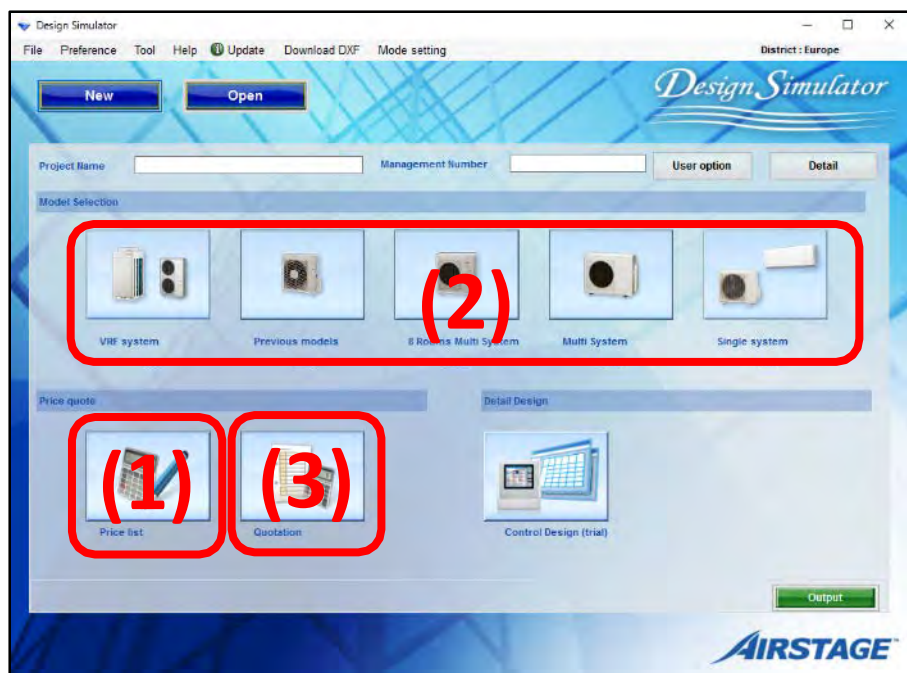 Design Simulator
File Preference Tool Help Update Download DXF Mode setting District : Europe
New Open Design Simulator
Project Name Management Number User option Detail
Model Selection
(2)
VRF system Previous models 8 Rooms Multi System Multi System Single system
Price quote Detail Design
(1) (3)
Price list Quotation Control Design (trial)
Output
AIRSTAGE